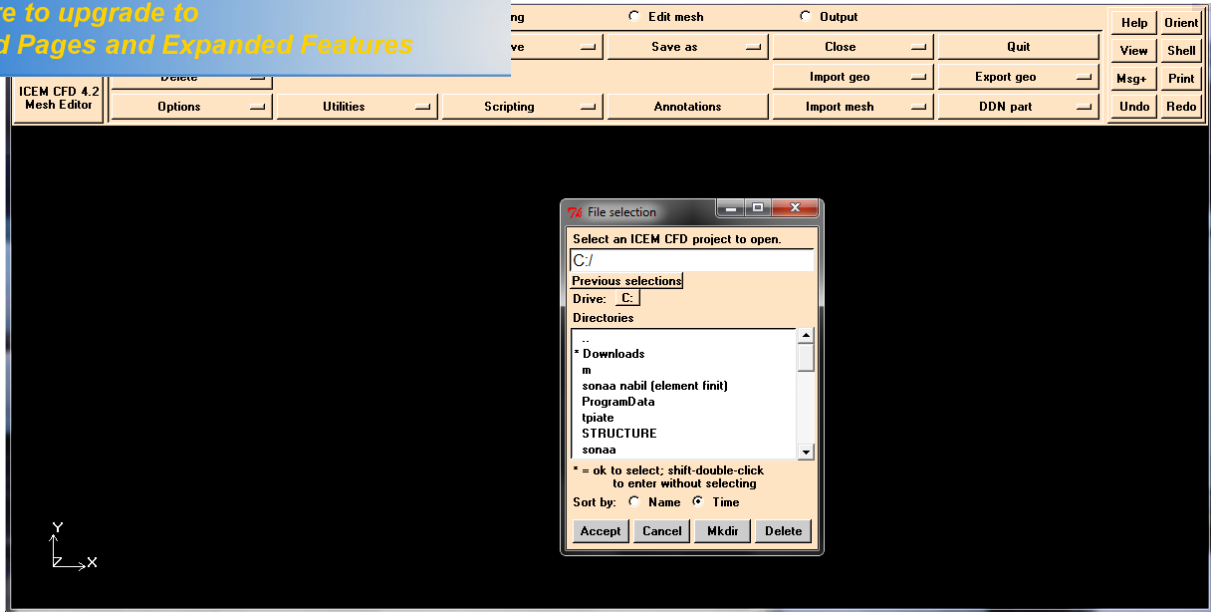 re to upgrade to
d Pages and Expanded Features
ng
Edit mesh
Output
Help
Orient
ve
Save as
Close
Quit
View
Shell
Delete
Import geo
Export geo
Msg+
Print
ICEM CFD 4.2
Mesh Editor
Options
Utilities
Scripting
Annotations
Import mesh
DDN part
Undo
Redo
File selection
Select an ICEM CFD project to open.
C:/
Previous selections
Drive: C:
Directories
..
* Downloads
m
sonaa nabil (element finit)
ProgramData
tpiate
STRUCTURE
sonaa
* = ok to select; shift-double-click
to enter without selecting
Sort by: Name Time
Accept Cancel Mkdir Delete
Y
Z X